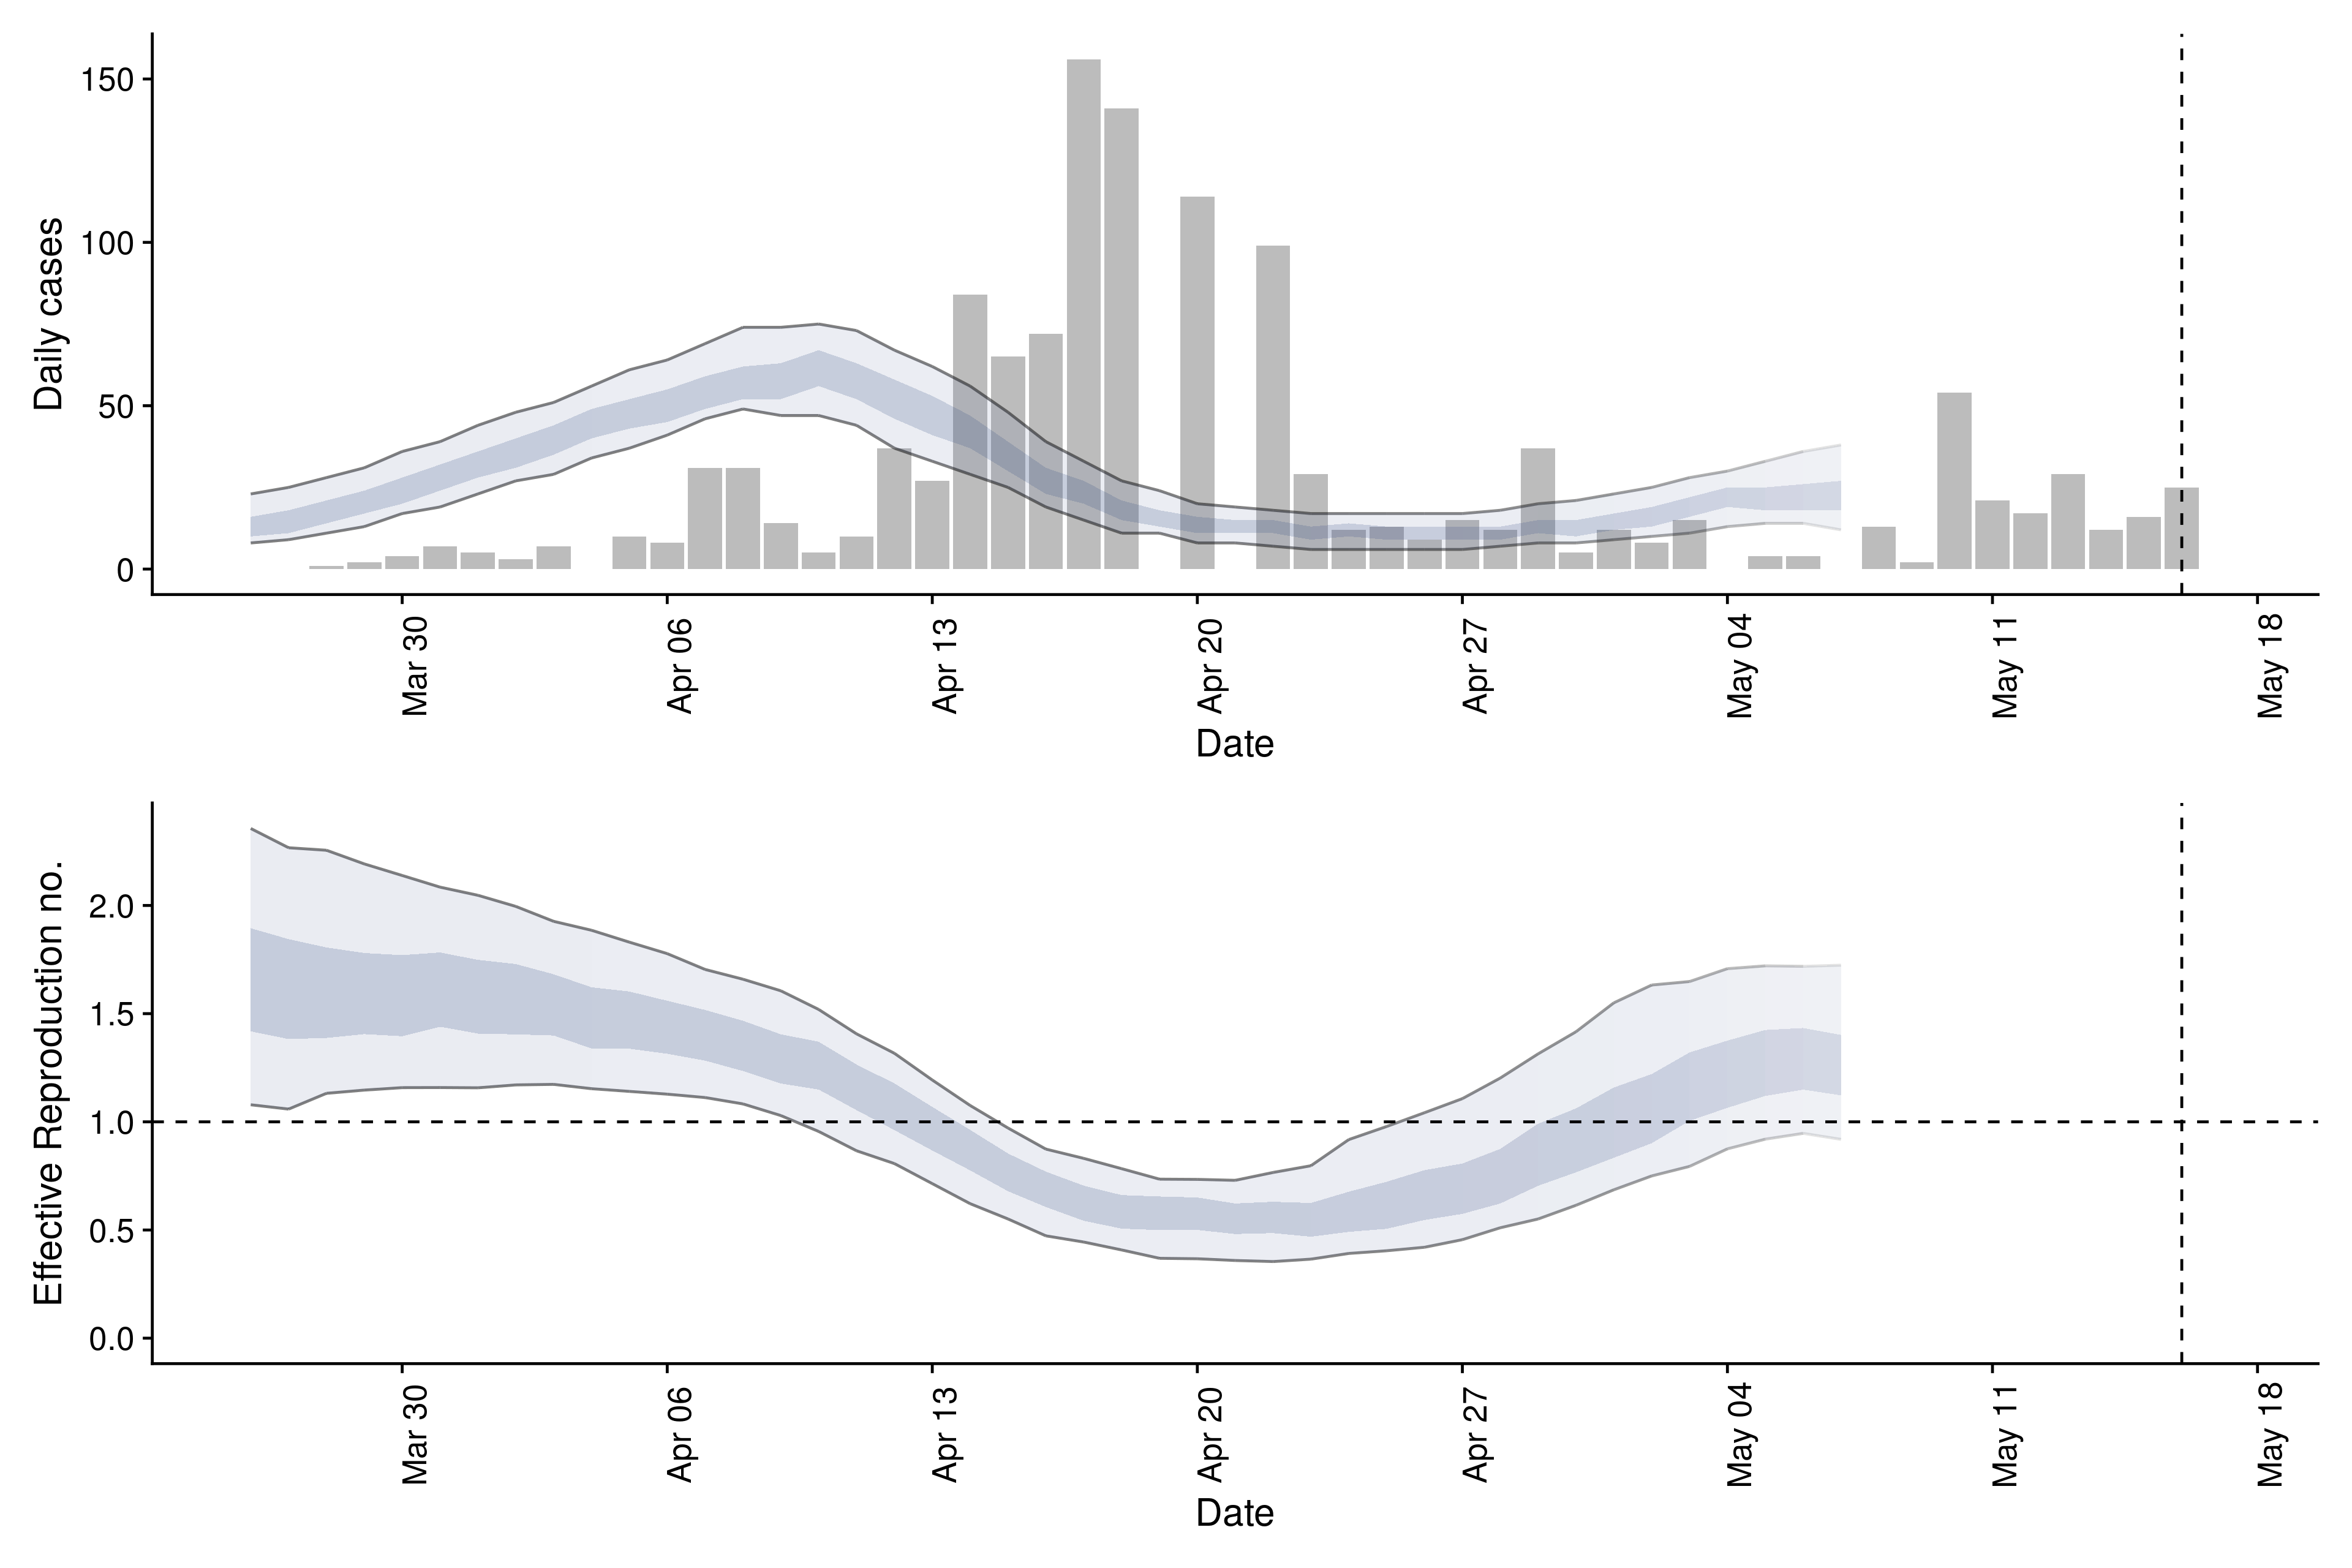 Daily cases
150
100
50
0
Mar 30
Apr 06
Apr 13
Apr 20
Apr 27
May 04
May 11
May 18
Date
Effective Reproduction no.
2.0
1.5
1.0
0.5
0.0
Mar 30
Apr 06
Apr 13
Apr 20
Apr 27
May 04
May 11
May 18
Date